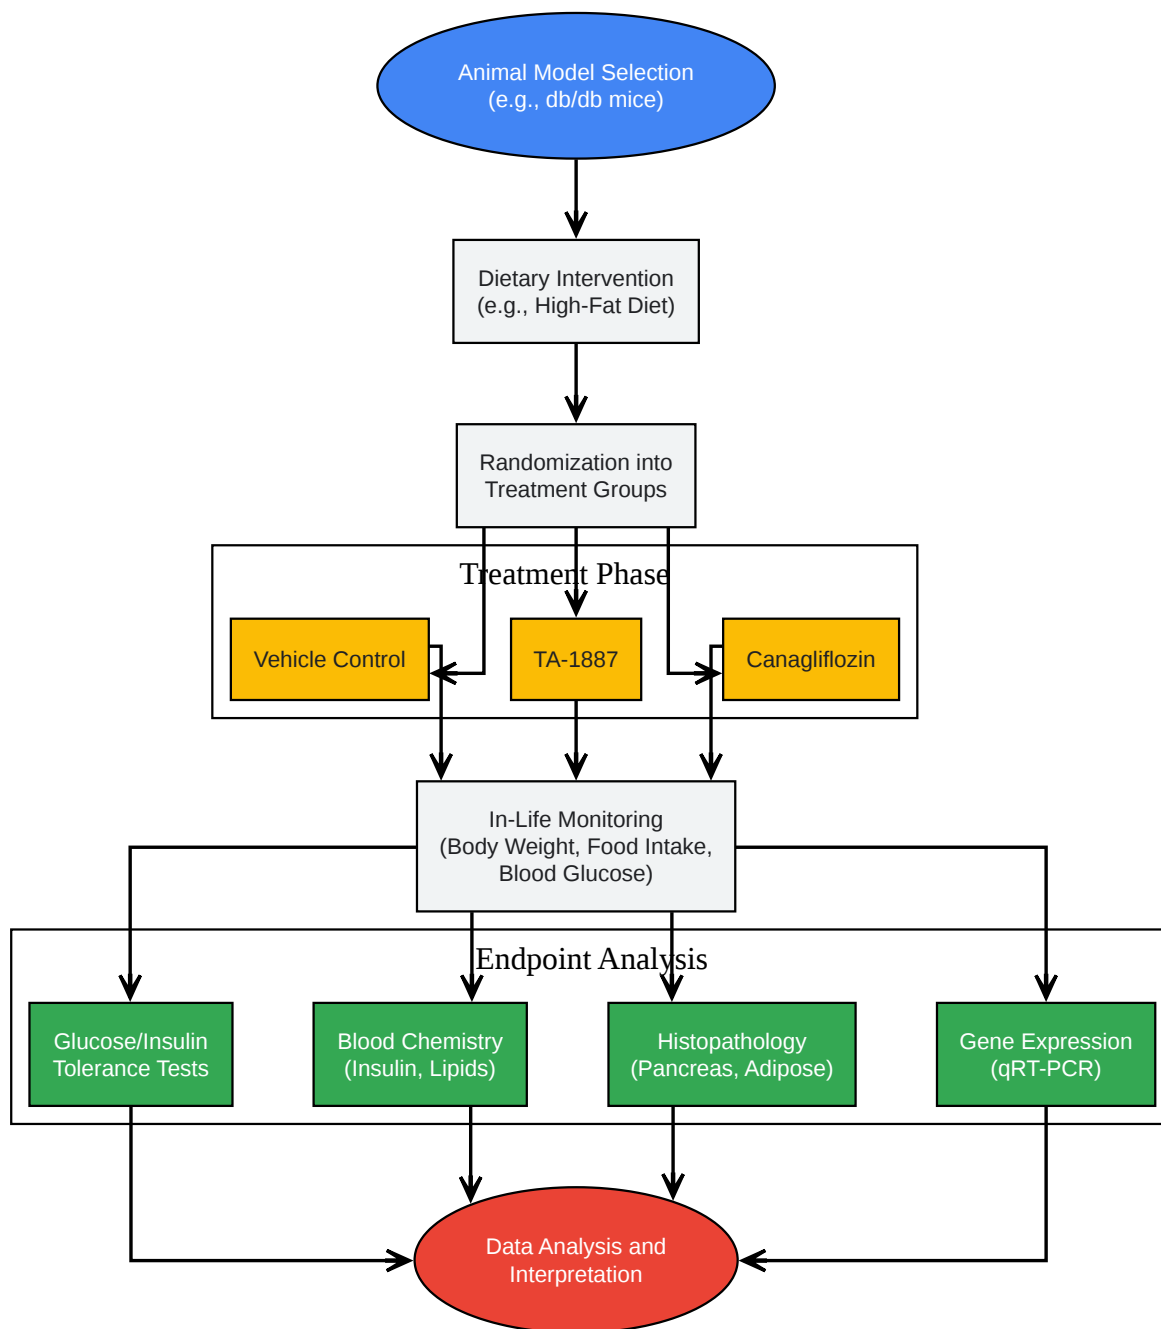 Animal Model Selection
(e.g., db/db mice)
Dietary Intervention
(e.g., High-Fat Diet)
Randomization into
Treatment Groups
Treatment Phase
Vehicle Control
TA-1887
Canagliflozin
In-Life Monitoring
(Body Weight, Food Intake,
Blood Glucose)
Endpoint Analysis
Glucose/Insulin
Tolerance Tests
Blood Chemistry
(Insulin, Lipids)
Histopathology
(Pancreas, Adipose)
Gene Expression
(qRT-PCR)
Data Analysis and
Interpretation